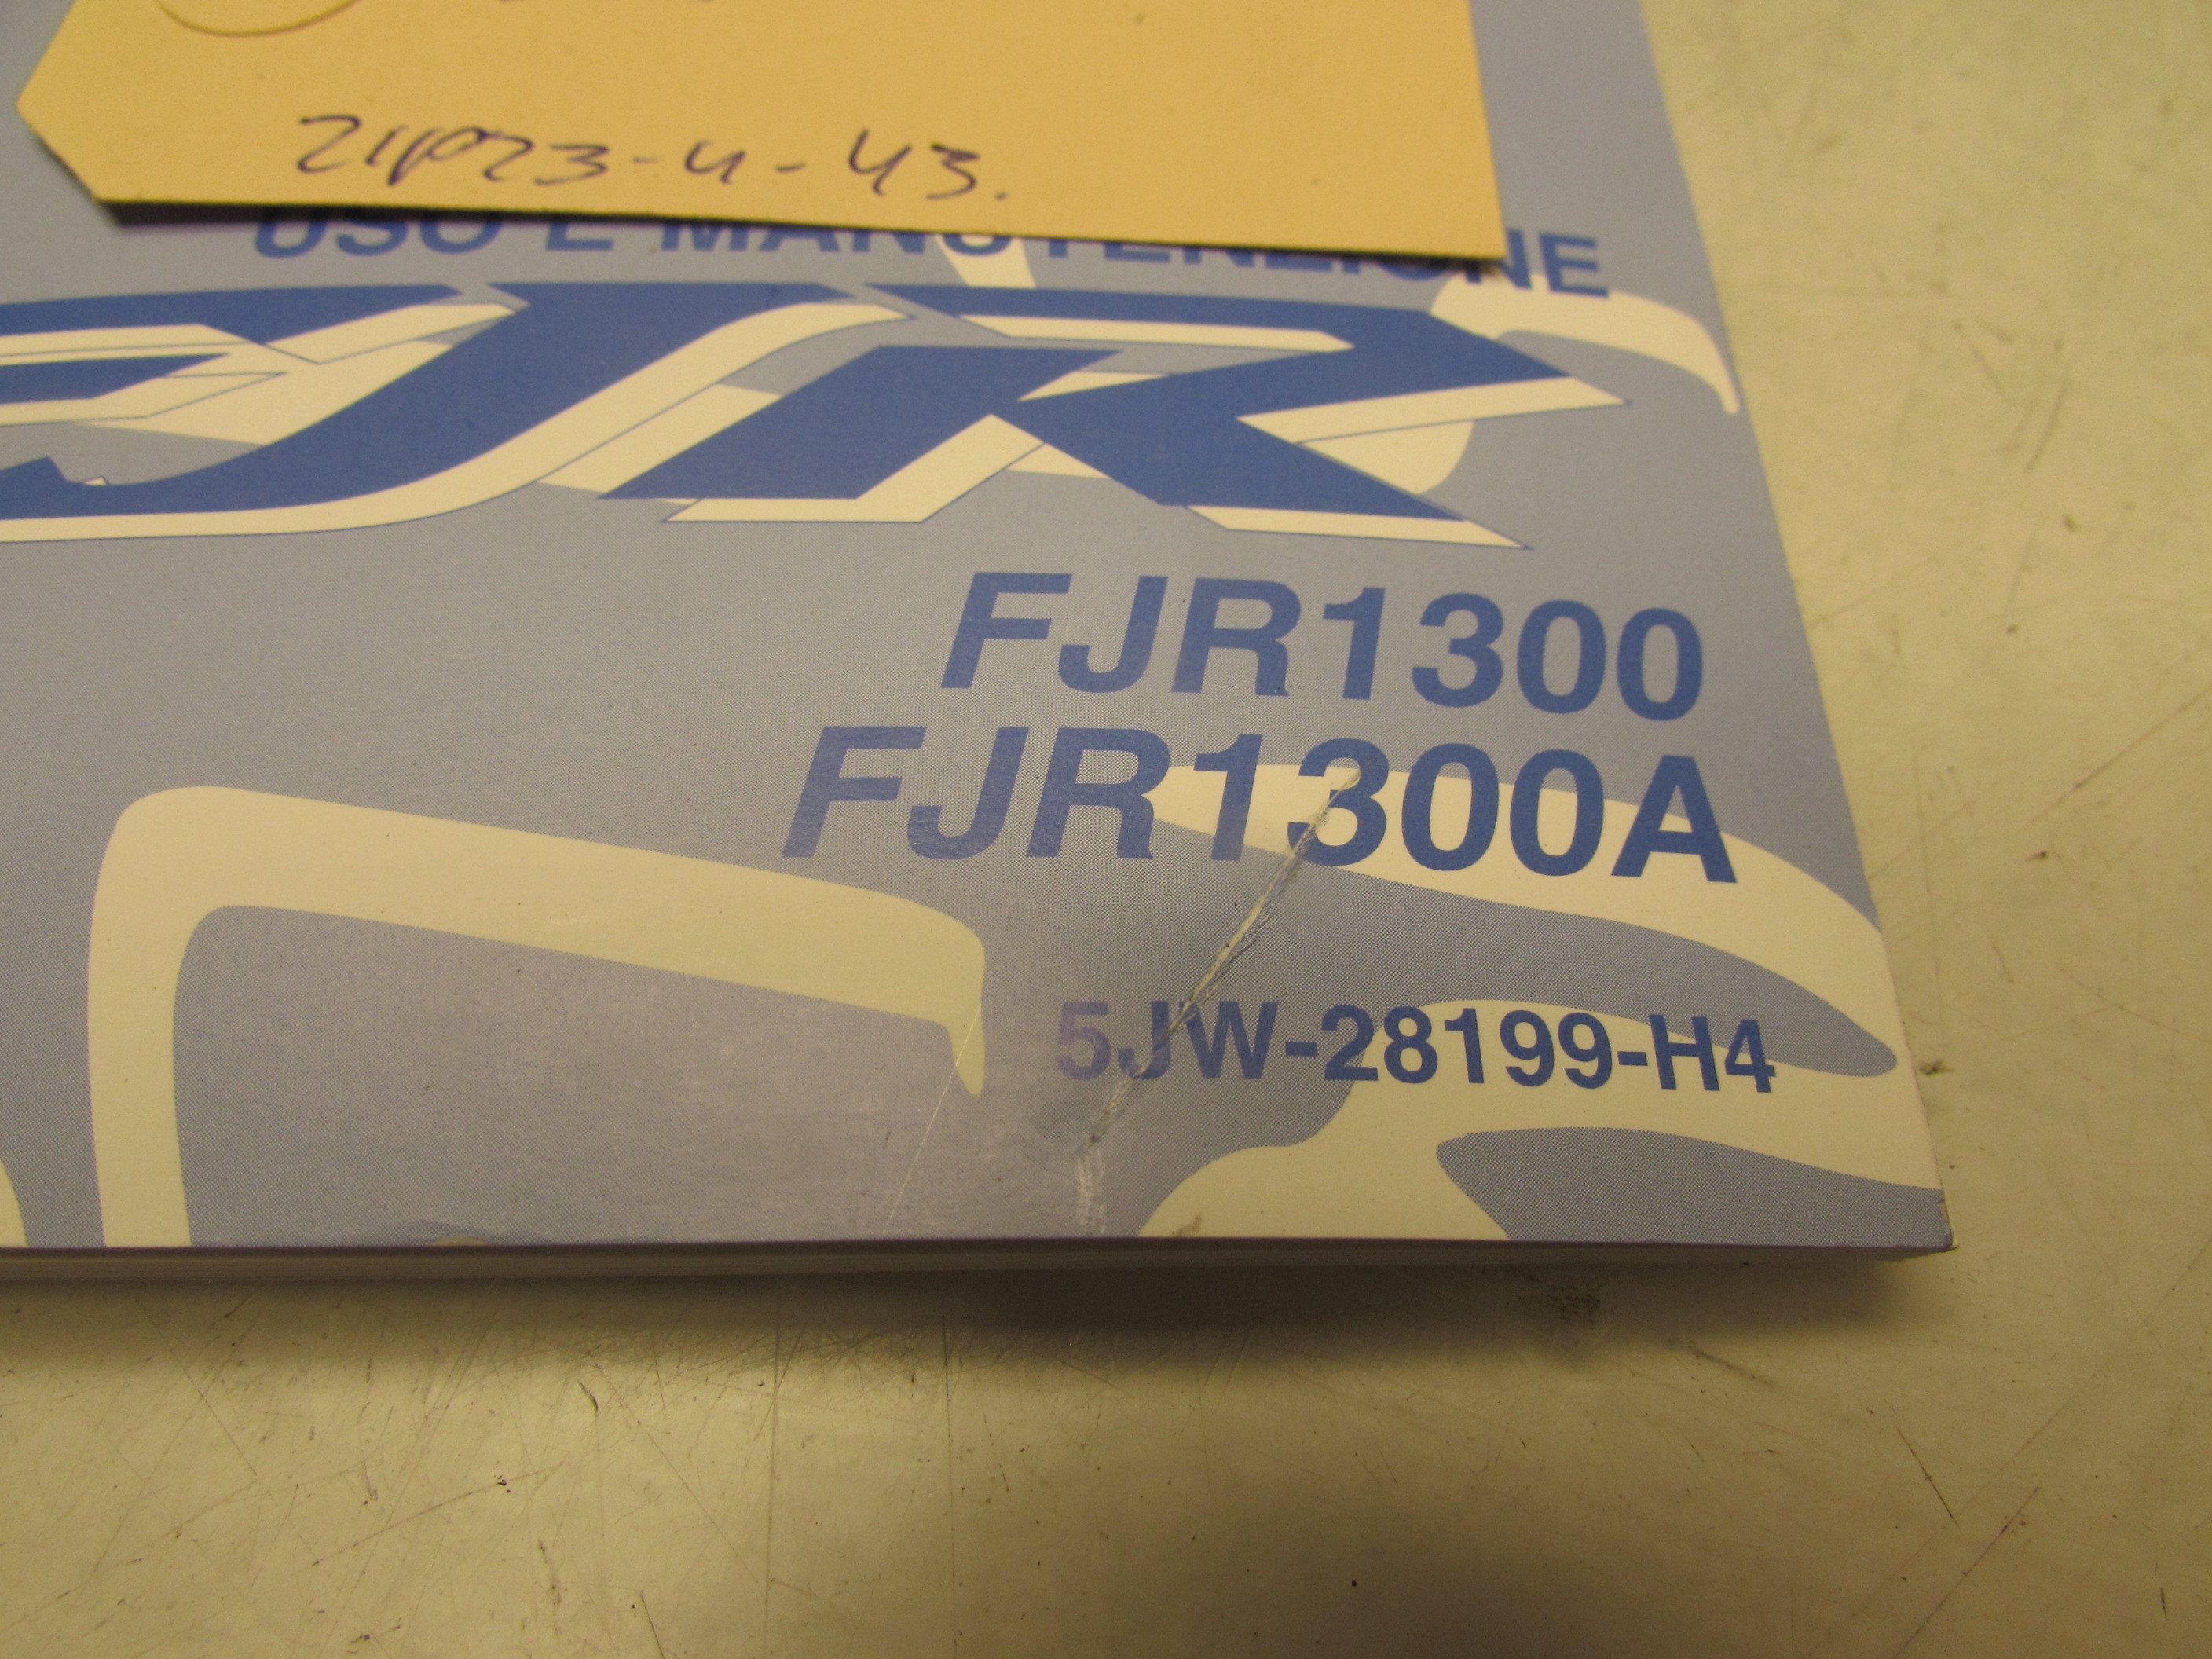 21P23-4-43.
USO E MANUTENZIONE
FJR
FJR1300
FJR1300A
5JW-28199-H4